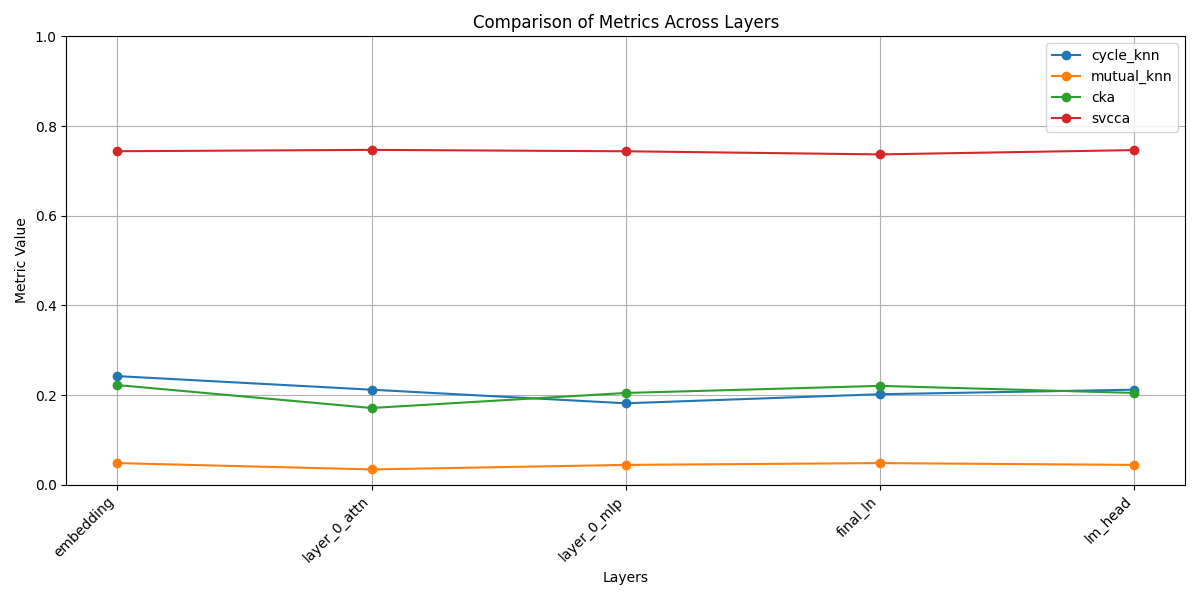 Comparison of Metrics Across Layers
1.0
0.8
0.6
0.4
0.2
0.0
Metric Value
cycle_knn
mutual_knn
cka
svcca
embedding
layer_0_attn
layer_0_mlp
final_ln
lm_head
Layers